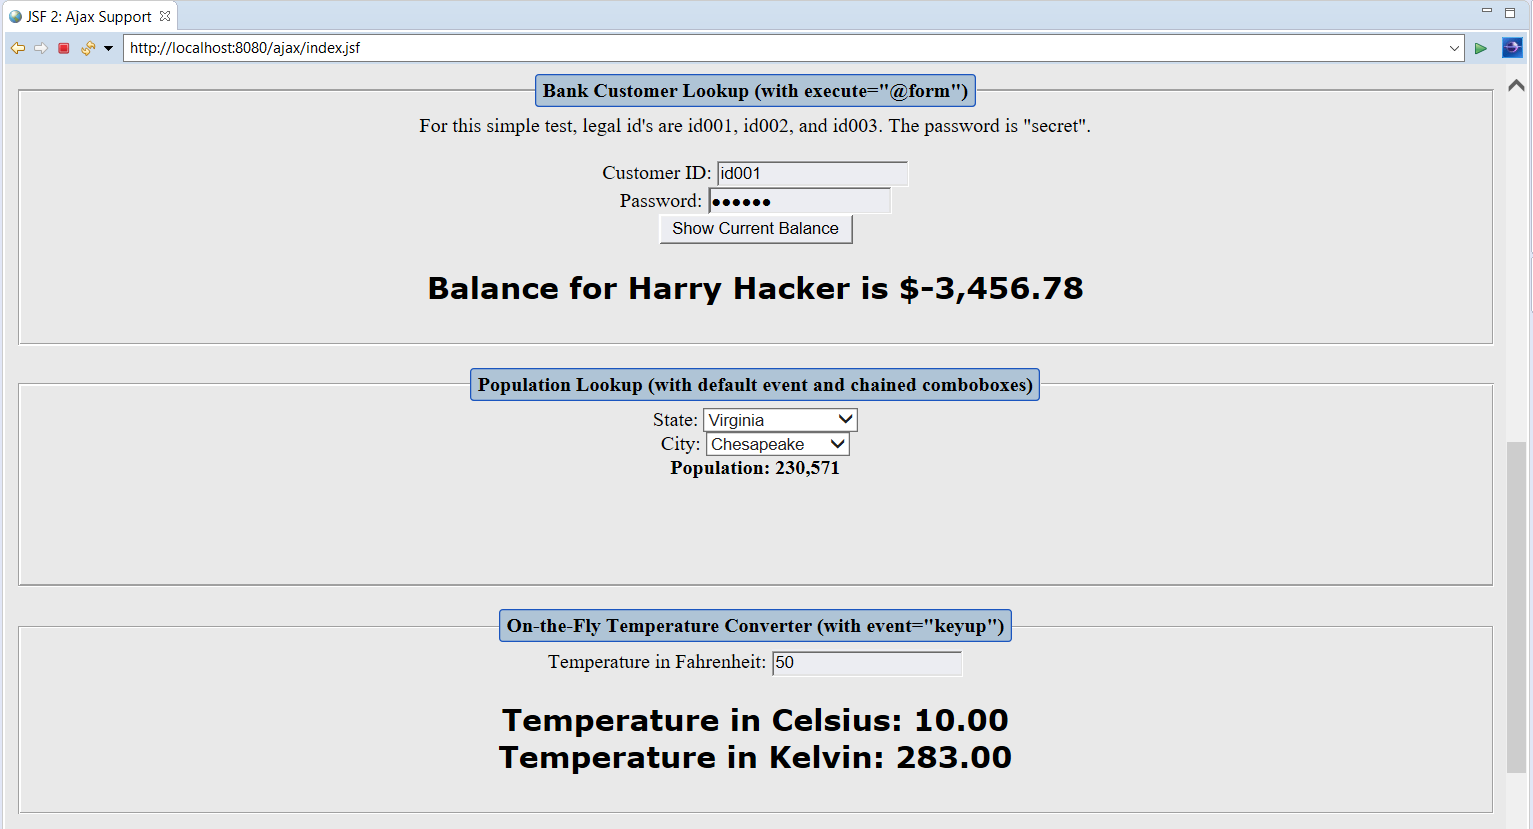 JSF 2: Ajax Support
http://localhost:8080/ajax/index.jsf
Bank Customer Lookup (with execute="@form")
For this simple test, legal id's are id001, id002, and id003. The password is "secret".
Customer ID: id001
Password: ●●●●●●
Show Current Balance
Balance for Harry Hacker is $-3,456.78
Population Lookup (with default event and chained comboboxes)
State: Virginia
City: Chesapeake
Population: 230,571
On-the-Fly Temperature Converter (with event="keyup")
Temperature in Fahrenheit: 50
Temperature in Celsius: 10.00
Temperature in Kelvin: 283.00